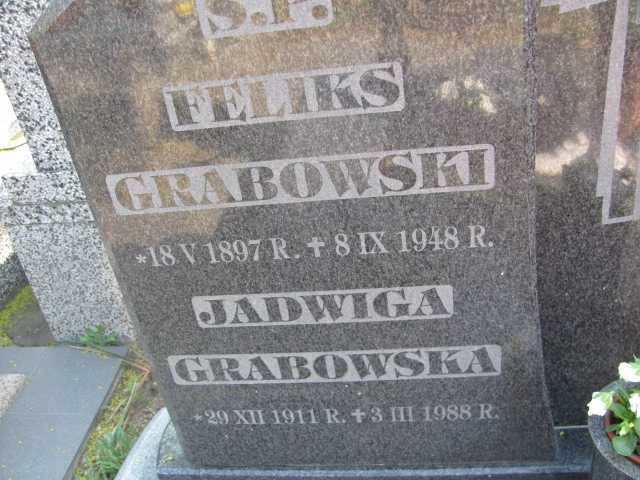 Ś.P.
FELIKS
GRABOWSKI
*18 V 1897 R. ✝ 8 IX 1948 R.
JADWIGA
GRABOWSKA
*29 XII 1911 R. ✝ 3 III 1988 R.